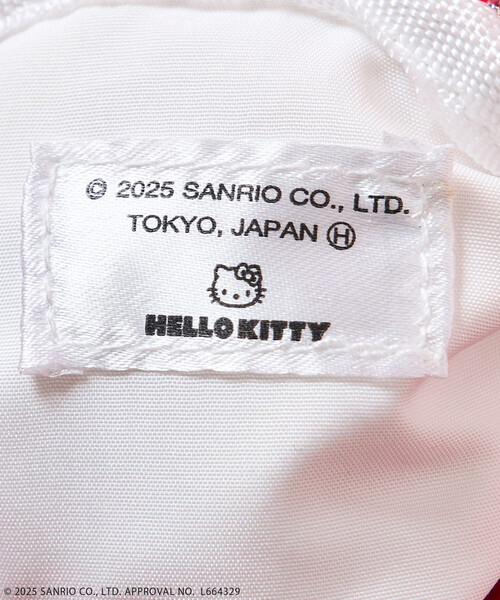 © 2025 SANRIO CO., LTD.
TOKYO, JAPAN Ⓗ
HELLO KITTY
© 2025 SANRIO CO., LTD. APPROVAL NO. L664329